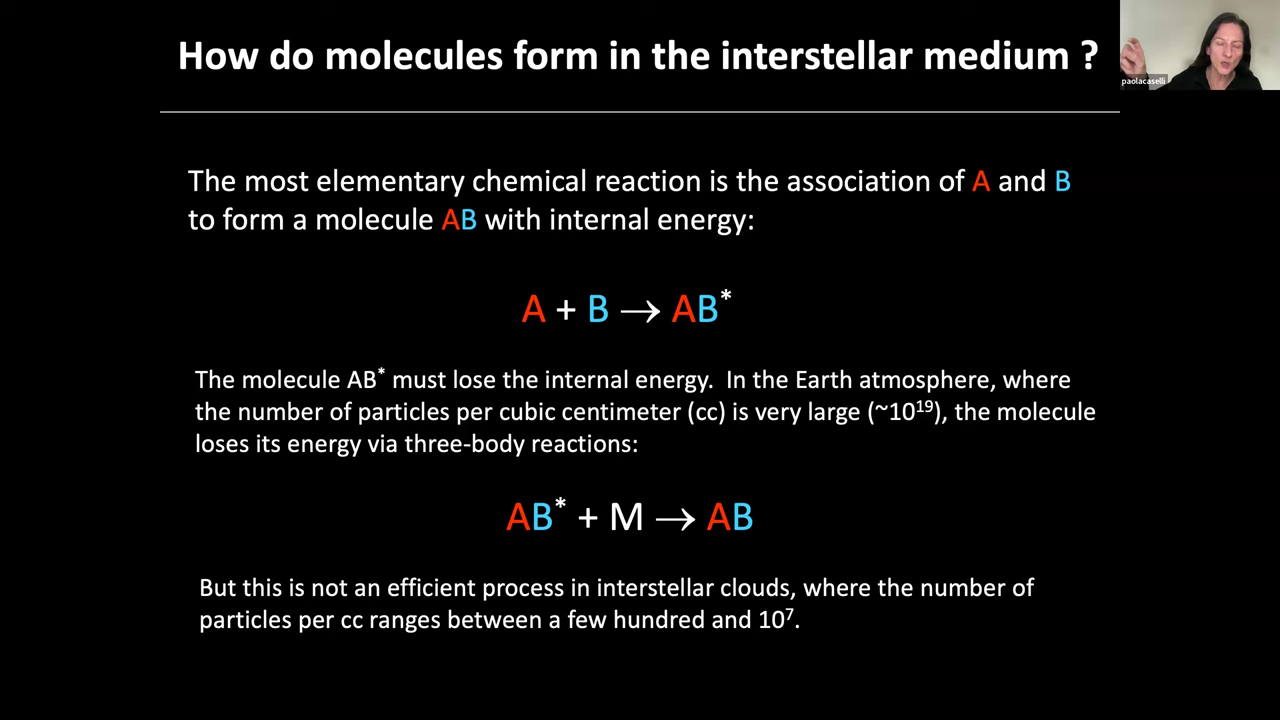 How do molecules form in the interstellar medium ?
paolacaselli
The most elementary chemical reaction is the association of A and B
to form a molecule AB with internal energy:
A + B → AB*
The molecule AB* must lose the internal energy. In the Earth atmosphere, where
the number of particles per cubic centimeter (cc) is very large (~10¹⁹), the molecule
loses its energy via three-body reactions:
AB* + M → AB
But this is not an efficient process in interstellar clouds, where the number of
particles per cc ranges between a few hundred and 10⁷.